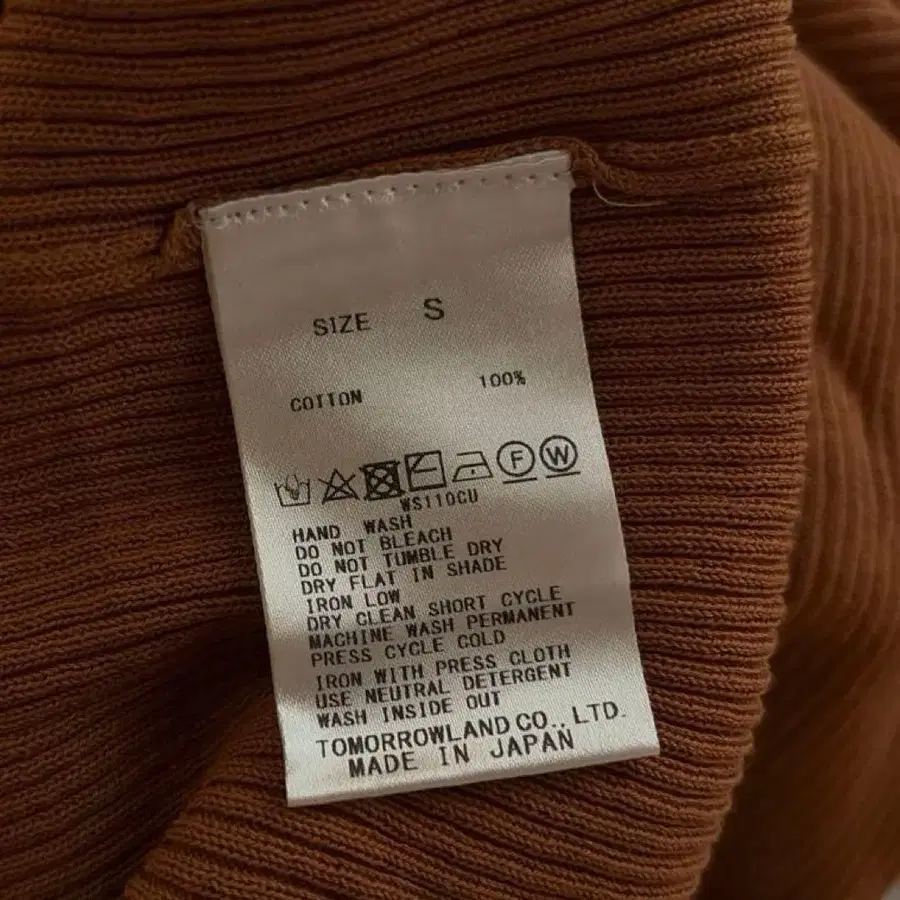 SIZE S
COTTON 100%
F W
WS110CU
HAND WASH
DO NOT BLEACH
DO NOT TUMBLE DRY
DRY FLAT IN SHADE
IRON LOW
DRY CLEAN SHORT CYCLE
MACHINE WASH PERMANENT
PRESS CYCLE COLD
IRON WITH PRESS CLOTH
USE NEUTRAL DETERGENT
WASH INSIDE OUT
TOMORROWLAND CO., LTD.
MADE IN JAPAN